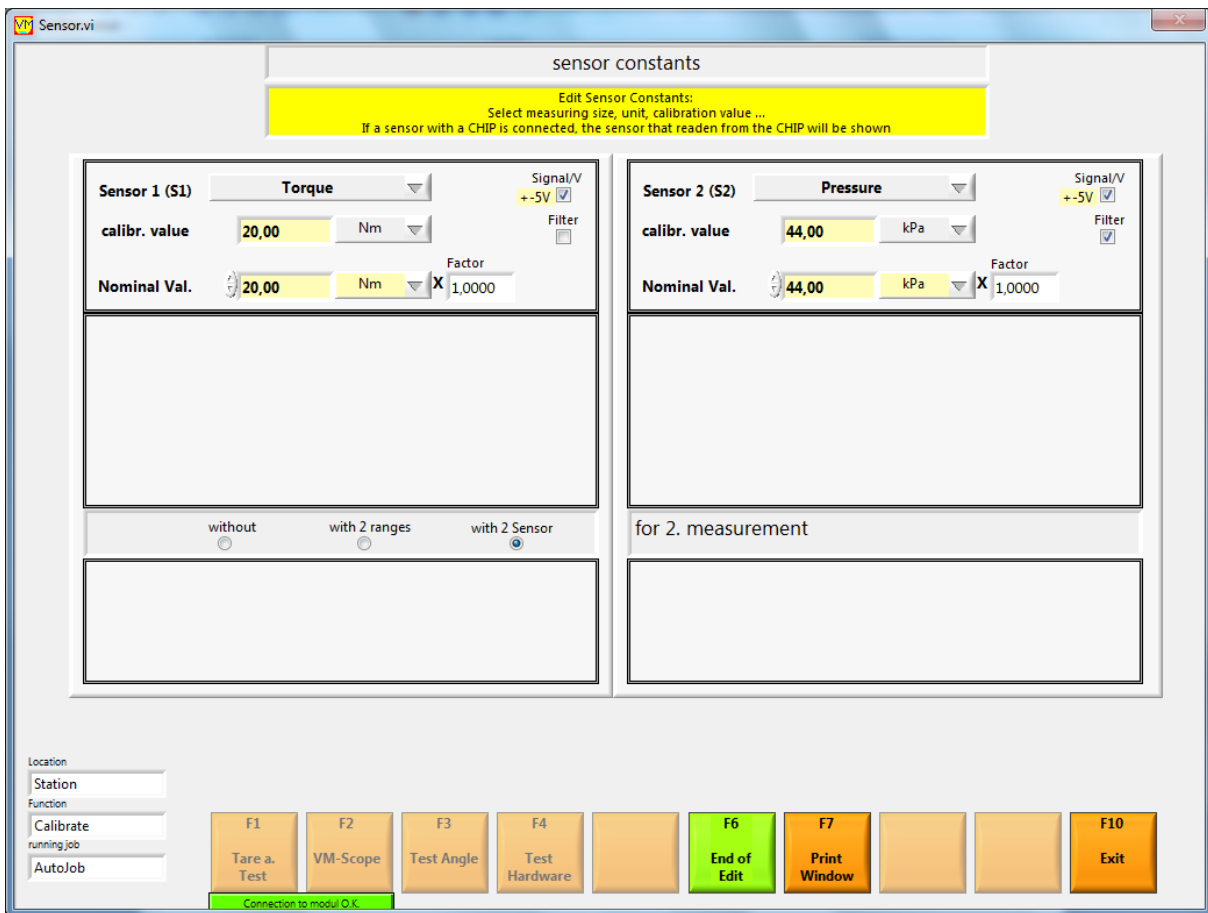 VM Sensor.vi
sensor constants
Edit Sensor Constants:
Select measuring size, unit, calibration value ...
If a sensor with a CHIP is connected, the sensor that readen from the CHIP will be shown
Sensor 1 (S1) Torque Signal/V
+-5V
calibr. value 20,00 Nm Filter
Factor
Nominal Val. 20,00 Nm X 1,0000
Sensor 2 (S2) Pressure Signal/V
+-5V
calibr. value 44,00 kPa Filter
Factor
Nominal Val. 44,00 kPa X 1,0000
without with 2 ranges with 2 Sensor
for 2. measurement
Location
Station
Function
Calibrate
running job
AutoJob
F1
Tare a.
Test
F2
VM-Scope
F3
Test Angle
F4
Test
Hardware
F6
End of
Edit
F7
Print
Window
F10
Exit
Connection to modul O.K.